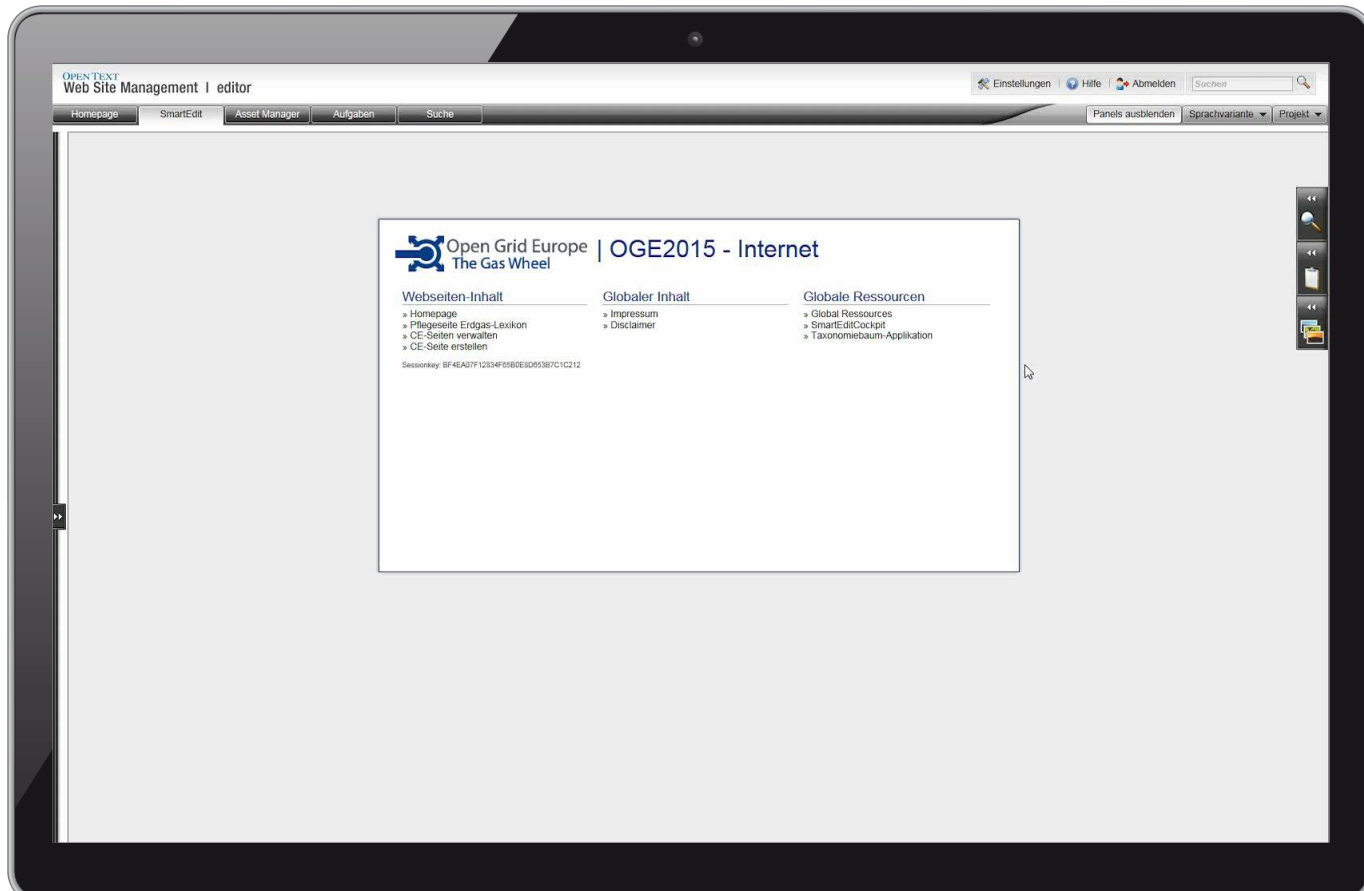 OPENTEXT
Web Site Management | editor
Einstellungen
Hilfe
Abmelden
Suchen
Homepage
SmartEdit
Asset Manager
Aufgaben
Suche
Panels ausblenden
Sprachvariante
Projekt
Open Grid Europe
The Gas Wheel
| OGE2015 - Internet
Webseiten-Inhalt
» Homepage
» Pflegeseite Erdgas-Lexikon
» CE-Seiten verwalten
» CE-Seite erstellen
Globaler Inhalt
» Impressum
» Disclaimer
Globale Ressourcen
» Global Ressources
» SmartEditCockpit
» Taxonomiebaum-Applikation
Sessionkey: